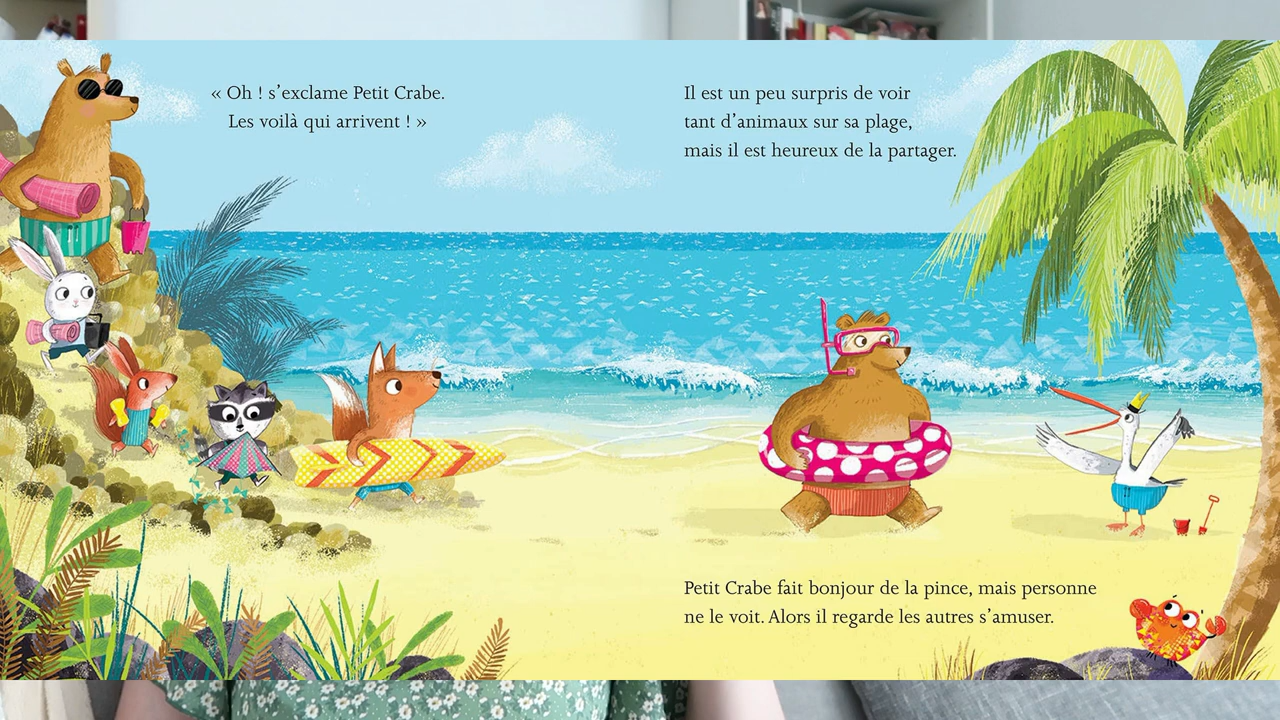 « Oh ! s’exclame Petit Crabe.
Les voilà qui arrivent ! »
Il est un peu surpris de voir
tant d’animaux sur sa plage,
mais il est heureux de la partager.
Petit Crabe fait bonjour de la pince, mais personne
ne le voit. Alors il regarde les autres s’amuser.